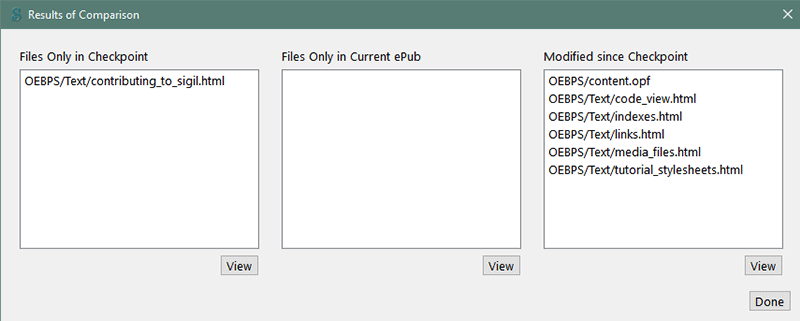 Results of Comparison
Files Only in Checkpoint
OEBPS/Text/contributing_to_sigil.html
View
Files Only in Current ePub
View
Modified since Checkpoint
OEBPS/content.opf
OEBPS/Text/code_view.html
OEBPS/Text/indexes.html
OEBPS/Text/links.html
OEBPS/Text/media_files.html
OEBPS/Text/tutorial_stylesheets.html
View
Done